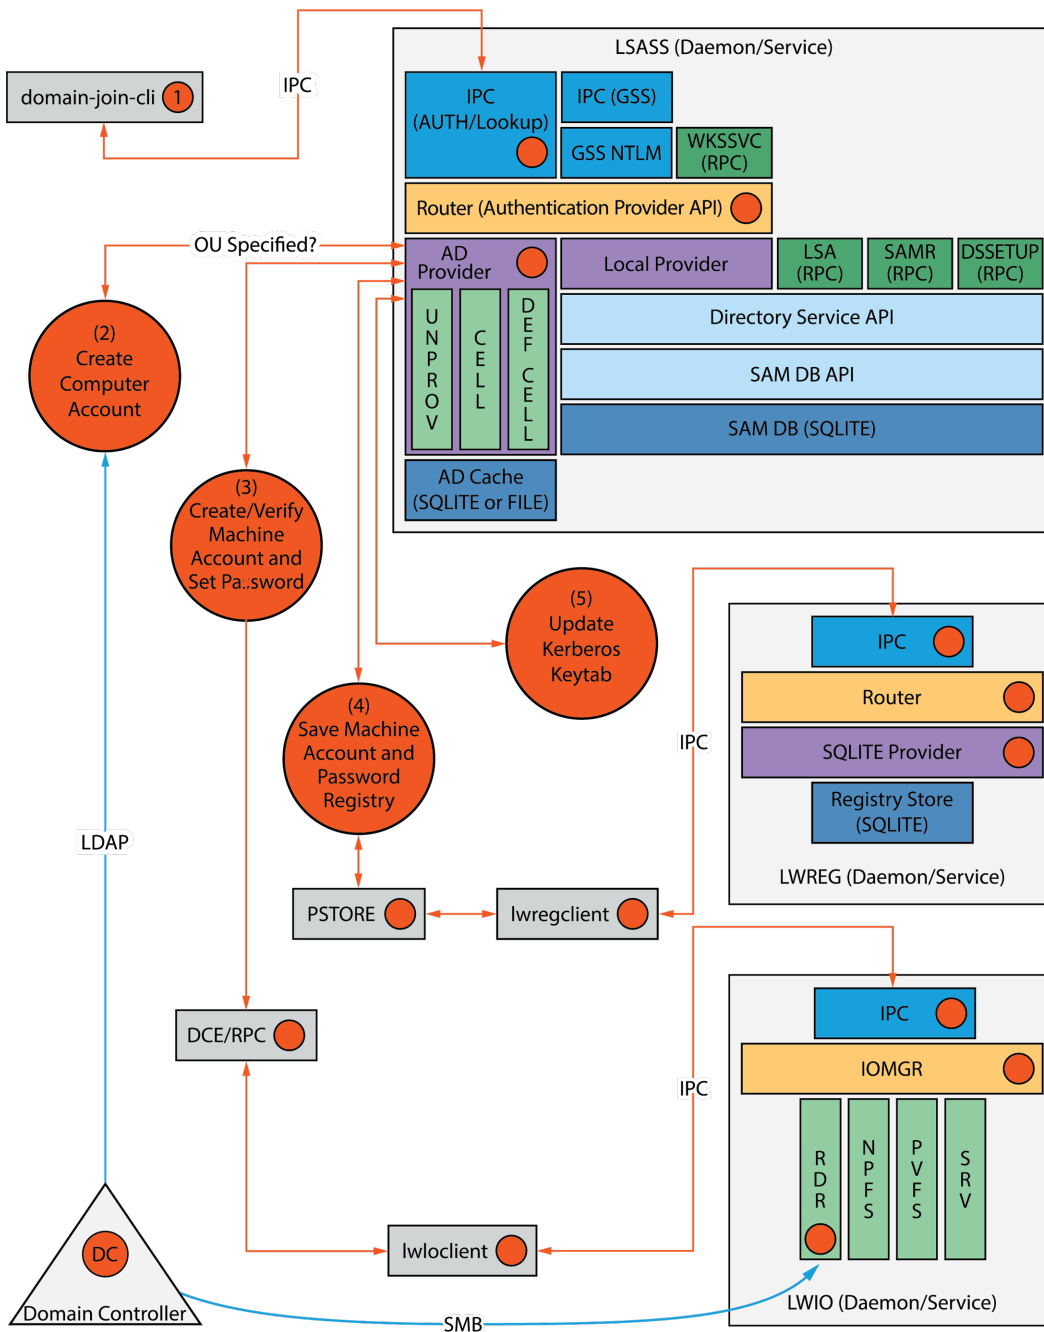 LSASS (Daemon/Service)
IPC
domain-join-cli 1
IPC
(AUTH/Lookup)
IPC (GSS)
GSS NTLM
WKSSVC
(RPC)
Router (Authentication Provider API)
OU Specified?
AD
Provider
Local Provider
LSA
(RPC)
SAMR
(RPC)
DSSETUP
(RPC)
UNPROV
CELL
DEF CELL
Directory Service API
SAM DB API
SAM DB (SQLITE)
AD Cache
(SQLITE or FILE)
(2)
Create
Computer
Account
(3)
Create/Verify
Machine
Account and
Set Pa.:sword
(5)
Update
Kerberos
Keytab
(4)
Save Machine
Account and
Password
Registry
IPC
IPC
Router
SQLITE Provider
Registry Store
(SQLITE)
LWREG (Daemon/Service)
LDAP
PSTORE
lwregclient
DCE/RPC
IPC
IPC
IOMGR
RDR
NPFS
PVFS
SRV
lwloclient
DC
Domain Controller
SMB
LWIO (Daemon/Service)